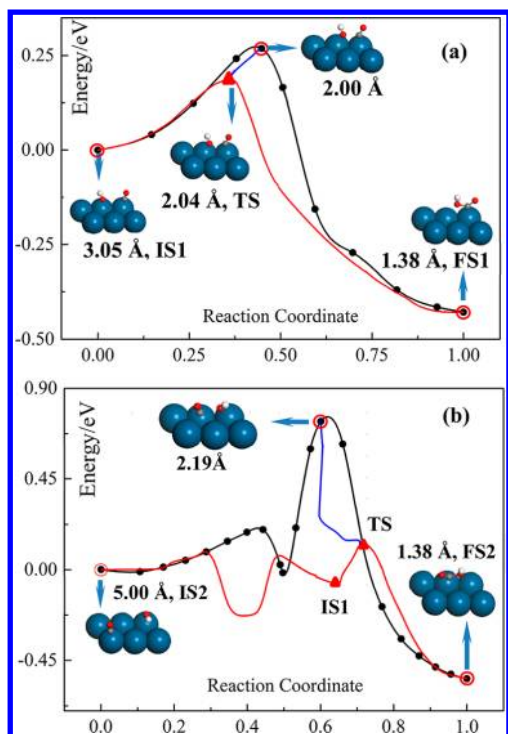 Energy/eV
0.25
0.00
-0.25
-0.50
(a)
2.00 Å
2.04 Å, TS
3.05 Å, IS1
1.38 Å, FS1
Reaction Coordinate
0.00 0.25 0.50 0.75 1.00
Energy/eV
0.90
0.45
0.00
-0.45
(b)
2.19Å
TS
1.38 Å, FS2
IS1
5.00 Å, IS2
Reaction Coordinate
0.0 0.2 0.4 0.6 0.8 1.0